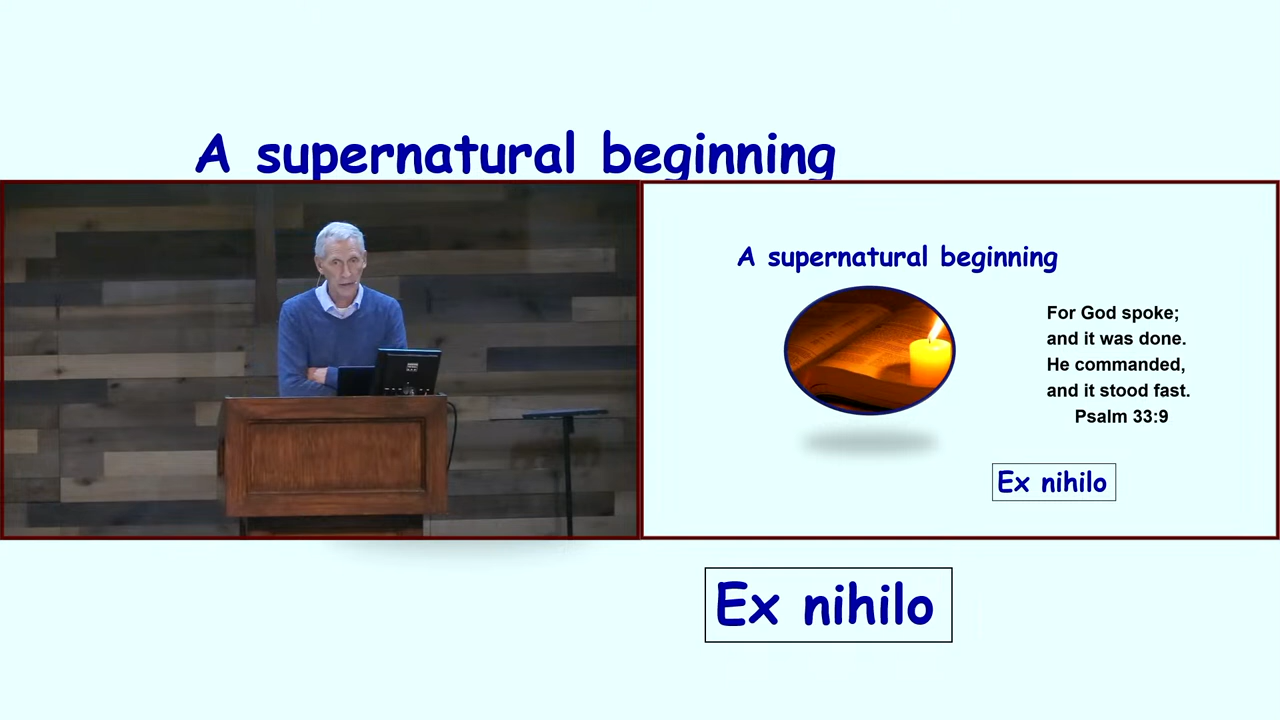 A supernatural beginning
A supernatural beginning
For God spoke;
and it was done.
He commanded,
and it stood fast.
Psalm 33:9
Ex nihilo
Ex nihilo